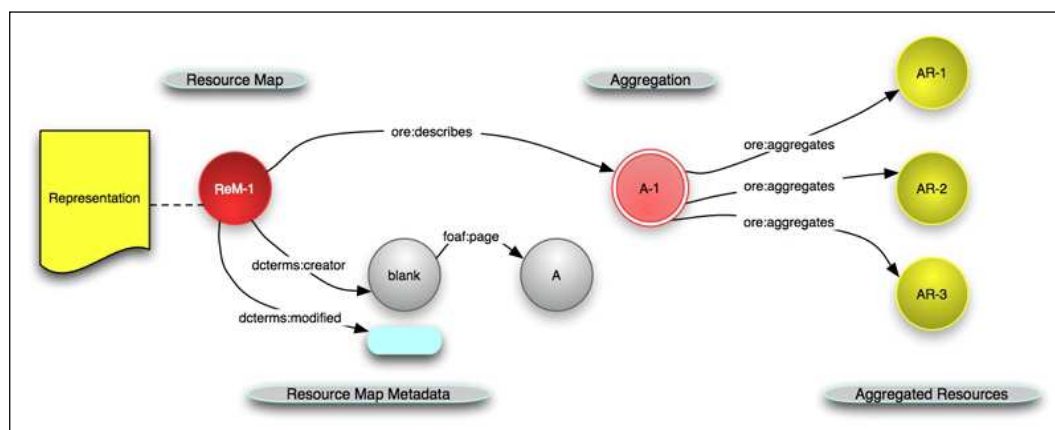 Resource Map
Aggregation
AR-1
ore:describes
ore:aggregates
Representation
ReM-1
A-1
ore:aggregates
AR-2
ore:aggregates
foaf:page
dcterms:creator
blank
A
AR-3
dcterms:modified
Resource Map Metadata
Aggregated Resources